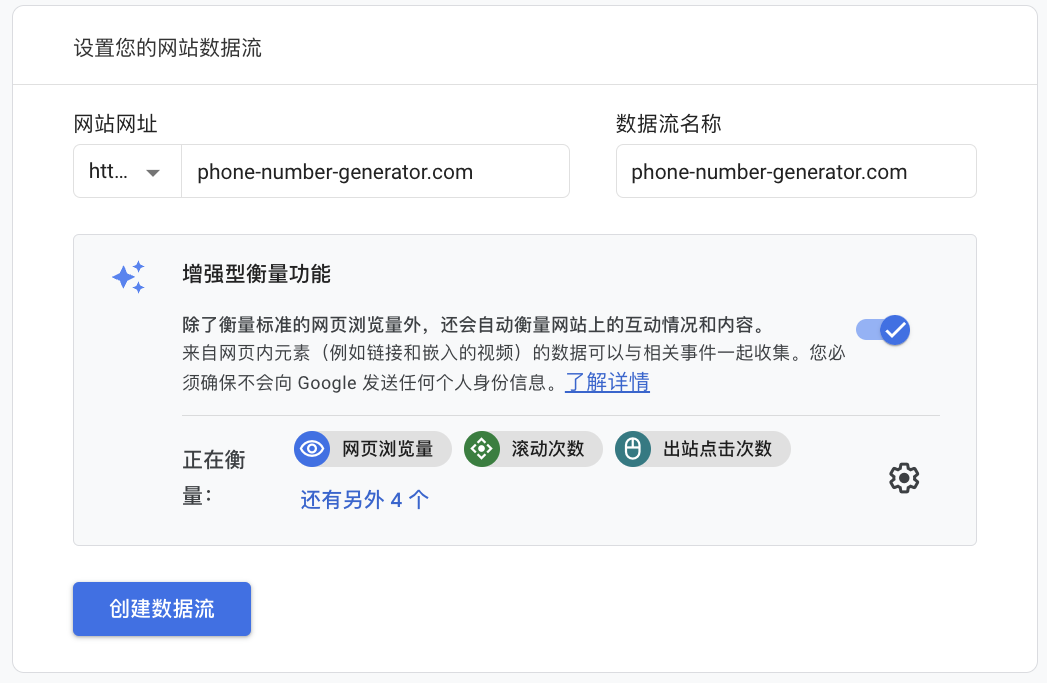 设置您的网站数据流
网站网址
数据流名称
htt...
phone-number-generator.com
phone-number-generator.com
增强型衡量功能
除了衡量标准的网页浏览量外，还会自动衡量网站上的互动情况和内容。
来自网页内元素（例如链接和嵌入的视频）的数据可以与相关事件一起收集。您必
须确保不会向 Google 发送任何个人身份信息。了解详情
正在衡
量：
网页浏览量
滚动次数
出站点击次数
还有另外 4 个
创建数据流